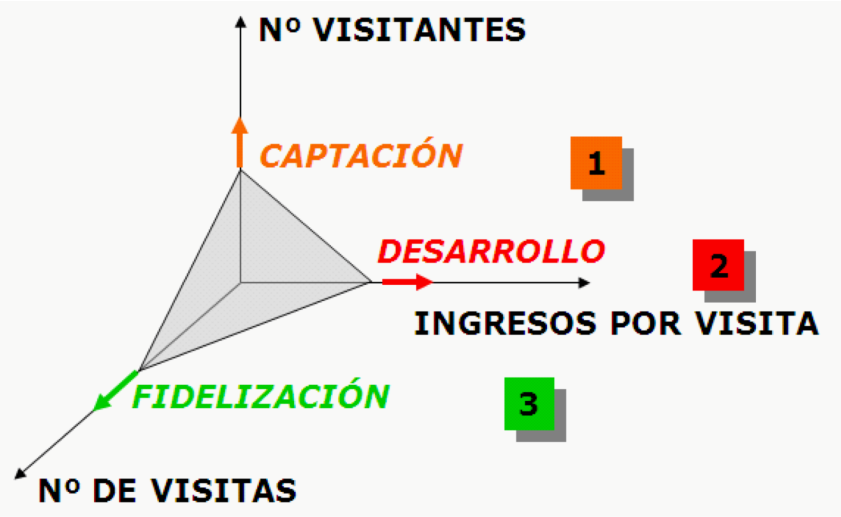 Nº VISITANTES
CAPTACIÓN
1
DESARROLLO
2
INGRESOS POR VISITA
FIDELIZACIÓN
3
Nº DE VISITAS